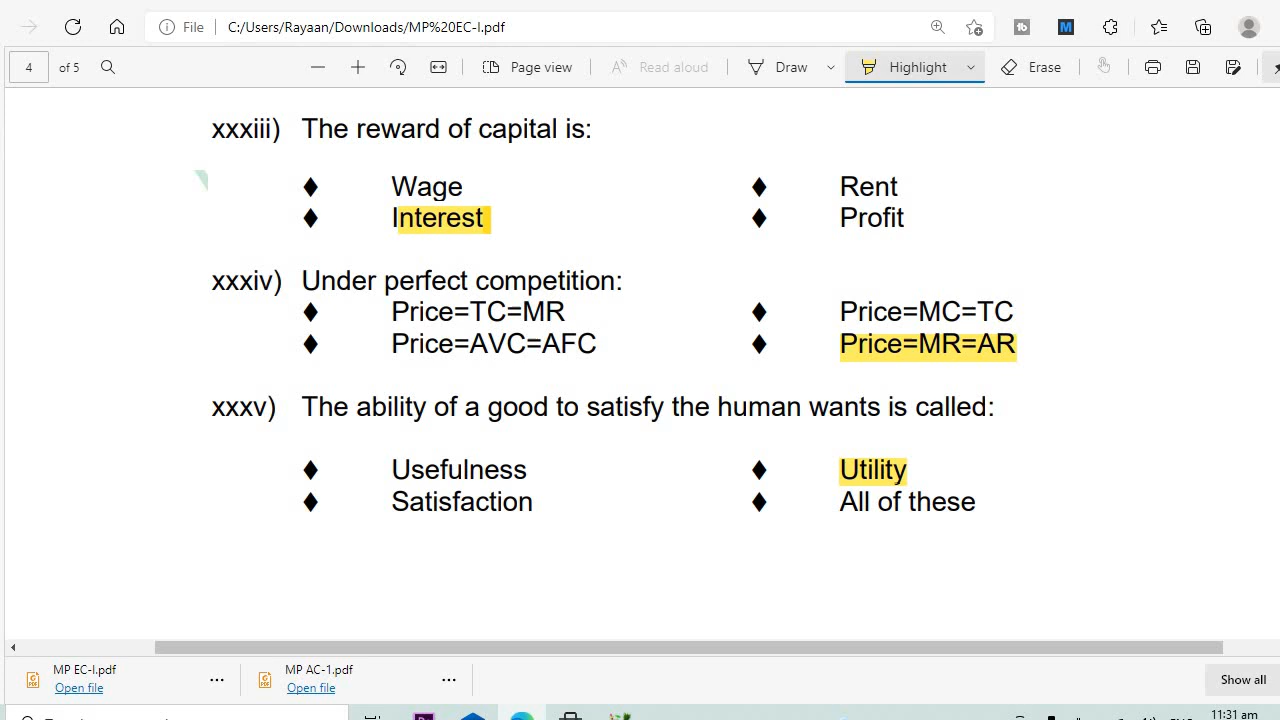 File C:/Users/Rayaan/Downloads/MP%20EC-I.pdf
4 of 5 Page view Read aloud Draw Highlight Erase
xxxiii) The reward of capital is:
♦ Wage ♦ Rent
♦ Interest ♦ Profit
xxxiv) Under perfect competition:
♦ Price=TC=MR ♦ Price=MC=TC
♦ Price=AVC=AFC ♦ Price=MR=AR
xxxv) The ability of a good to satisfy the human wants is called:
♦ Usefulness ♦ Utility
♦ Satisfaction ♦ All of these
MP EC-I.pdf ... MP AC-1.pdf ...
Open file Open file Show all
11:31 am